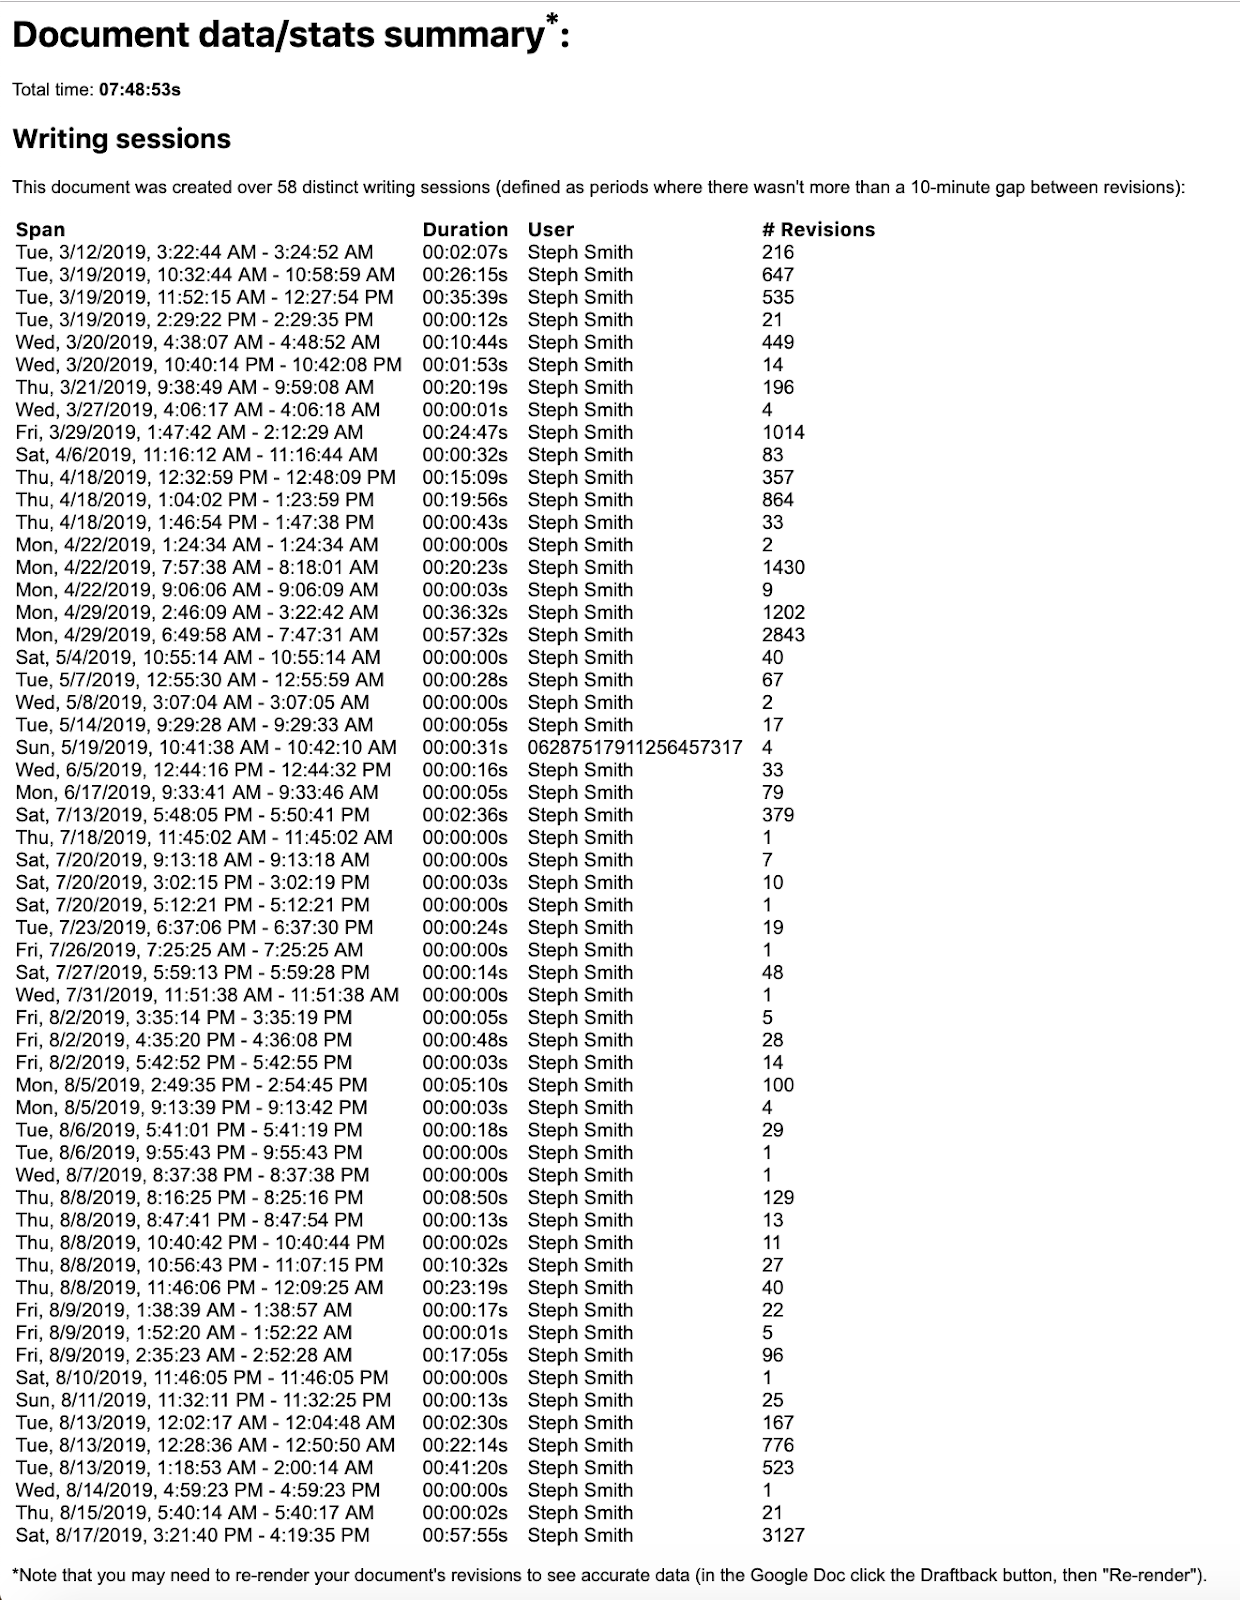 Document data/stats summary*:
Total time: 07:48:53s
Writing sessions
This document was created over 58 distinct writing sessions (defined as periods where there wasn't more than a 10-minute gap between revisions):
Span Duration User # Revisions
Tue, 3/12/2019, 3:22:44 AM - 3:24:52 AM 00:02:07s Steph Smith 216
Tue, 3/19/2019, 10:32:44 AM - 10:58:59 AM 00:26:15s Steph Smith 647
Tue, 3/19/2019, 11:52:15 AM - 12:27:54 PM 00:35:39s Steph Smith 535
Tue, 3/19/2019, 2:29:22 PM - 2:29:35 PM 00:00:12s Steph Smith 21
Wed, 3/20/2019, 4:38:07 AM - 4:48:52 AM 00:10:44s Steph Smith 449
Wed, 3/20/2019, 10:40:14 PM - 10:42:08 PM 00:01:53s Steph Smith 14
Thu, 3/21/2019, 9:38:49 AM - 9:59:08 AM 00:20:19s Steph Smith 196
Wed, 3/27/2019, 4:06:17 AM - 4:06:18 AM 00:00:01s Steph Smith 4
Fri, 3/29/2019, 1:47:42 AM - 2:12:29 AM 00:24:47s Steph Smith 1014
Sat, 4/6/2019, 11:16:12 AM - 11:16:44 AM 00:00:32s Steph Smith 83
Thu, 4/18/2019, 12:32:59 PM - 12:48:09 PM 00:15:09s Steph Smith 357
Thu, 4/18/2019, 1:04:02 PM - 1:23:59 PM 00:19:56s Steph Smith 864
Thu, 4/18/2019, 1:46:54 PM - 1:47:38 PM 00:00:43s Steph Smith 33
Mon, 4/22/2019, 1:24:34 AM - 1:24:34 AM 00:00:00s Steph Smith 2
Mon, 4/22/2019, 7:57:38 AM - 8:18:01 AM 00:20:23s Steph Smith 1430
Mon, 4/22/2019, 9:06:06 AM - 9:06:09 AM 00:00:03s Steph Smith 9
Mon, 4/29/2019, 2:46:09 AM - 3:22:42 AM 00:36:32s Steph Smith 1202
Mon, 4/29/2019, 6:49:58 AM - 7:47:31 AM 00:57:32s Steph Smith 2843
Sat, 5/4/2019, 10:55:14 AM - 10:55:14 AM 00:00:00s Steph Smith 40
Tue, 5/7/2019, 12:55:30 AM - 12:55:59 AM 00:00:28s Steph Smith 67
Wed, 5/8/2019, 3:07:04 AM - 3:07:05 AM 00:00:00s Steph Smith 2
Tue, 5/14/2019, 9:29:28 AM - 9:29:33 AM 00:00:05s Steph Smith 17
Sun, 5/19/2019, 10:41:38 AM - 10:42:10 AM 00:00:31s 06287517911256457317 4
Wed, 6/5/2019, 12:44:16 PM - 12:44:32 PM 00:00:16s Steph Smith 33
Mon, 6/17/2019, 9:33:41 AM - 9:33:46 AM 00:00:05s Steph Smith 79
Sat, 7/13/2019, 5:48:05 PM - 5:50:41 PM 00:02:36s Steph Smith 379
Thu, 7/18/2019, 11:45:02 AM - 11:45:02 AM 00:00:00s Steph Smith 1
Sat, 7/20/2019, 9:13:18 AM - 9:13:18 AM 00:00:00s Steph Smith 7
Sat, 7/20/2019, 3:02:15 PM - 3:02:19 PM 00:00:03s Steph Smith 10
Sat, 7/20/2019, 5:12:21 PM - 5:12:21 PM 00:00:00s Steph Smith 1
Tue, 7/23/2019, 6:37:06 PM - 6:37:30 PM 00:00:24s Steph Smith 19
Fri, 7/26/2019, 7:25:25 AM - 7:25:25 AM 00:00:00s Steph Smith 1
Sat, 7/27/2019, 5:59:13 PM - 5:59:28 PM 00:00:14s Steph Smith 48
Wed, 7/31/2019, 11:51:38 AM - 11:51:38 AM 00:00:00s Steph Smith 1
Fri, 8/2/2019, 3:35:14 PM - 3:35:19 PM 00:00:05s Steph Smith 5
Fri, 8/2/2019, 4:35:20 PM - 4:36:08 PM 00:00:48s Steph Smith 28
Fri, 8/2/2019, 5:42:52 PM - 5:42:55 PM 00:00:03s Steph Smith 14
Mon, 8/5/2019, 2:49:35 PM - 2:54:45 PM 00:05:10s Steph Smith 100
Mon, 8/5/2019, 9:13:39 PM - 9:13:42 PM 00:00:03s Steph Smith 4
Tue, 8/6/2019, 5:41:01 PM - 5:41:19 PM 00:00:18s Steph Smith 29
Tue, 8/6/2019, 9:55:43 PM - 9:55:43 PM 00:00:00s Steph Smith 1
Wed, 8/7/2019, 8:37:38 PM - 8:37:38 PM 00:00:00s Steph Smith 1
Thu, 8/8/2019, 8:16:25 PM - 8:25:16 PM 00:08:50s Steph Smith 129
Thu, 8/8/2019, 8:47:41 PM - 8:47:54 PM 00:00:13s Steph Smith 13
Thu, 8/8/2019, 10:40:42 PM - 10:40:44 PM 00:00:02s Steph Smith 11
Thu, 8/8/2019, 10:56:43 PM - 11:07:15 PM 00:10:32s Steph Smith 27
Thu, 8/8/2019, 11:46:06 PM - 12:09:25 AM 00:23:19s Steph Smith 40
Fri, 8/9/2019, 1:38:39 AM - 1:38:57 AM 00:00:17s Steph Smith 22
Fri, 8/9/2019, 1:52:20 AM - 1:52:22 AM 00:00:01s Steph Smith 5
Fri, 8/9/2019, 2:35:23 AM - 2:52:28 AM 00:17:05s Steph Smith 96
Sat, 8/10/2019, 11:46:05 PM - 11:46:05 PM 00:00:00s Steph Smith 1
Sun, 8/11/2019, 11:32:11 PM - 11:32:25 PM 00:00:13s Steph Smith 25
Tue, 8/13/2019, 12:02:17 AM - 12:04:48 AM 00:02:30s Steph Smith 167
Tue, 8/13/2019, 12:28:36 AM - 12:50:50 AM 00:22:14s Steph Smith 776
Tue, 8/13/2019, 1:18:53 AM - 2:00:14 AM 00:41:20s Steph Smith 523
Wed, 8/14/2019, 4:59:23 PM - 4:59:23 PM 00:00:00s Steph Smith 1
Thu, 8/15/2019, 5:40:14 AM - 5:40:17 AM 00:00:02s Steph Smith 21
Sat, 8/17/2019, 3:21:40 PM - 4:19:35 PM 00:57:55s Steph Smith 3127
*Note that you may need to re-render your document's revisions to see accurate data (in the Google Doc click the Draftback button, then "Re-render").